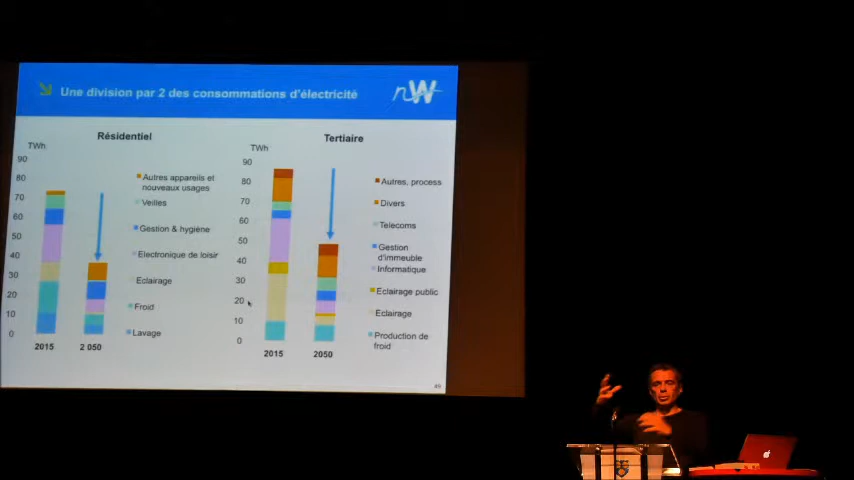 Une division par 2 des consommations d'électricité
nW
Résidentiel
TWh
90
80
70
60
50
40
30
20
10
0
2015
2 050
Autres appareils et
nouveaux usages
Veilles
Gestion & hygiène
Electronique de loisir
Eclairage
Froid
Lavage
Tertiaire
TWh
90
80
70
60
50
40
30
20
10
0
2015
2050
Autres, process
Divers
Telecoms
Gestion
d'immeuble
Informatique
Eclairage public
Eclairage
Production de
froid